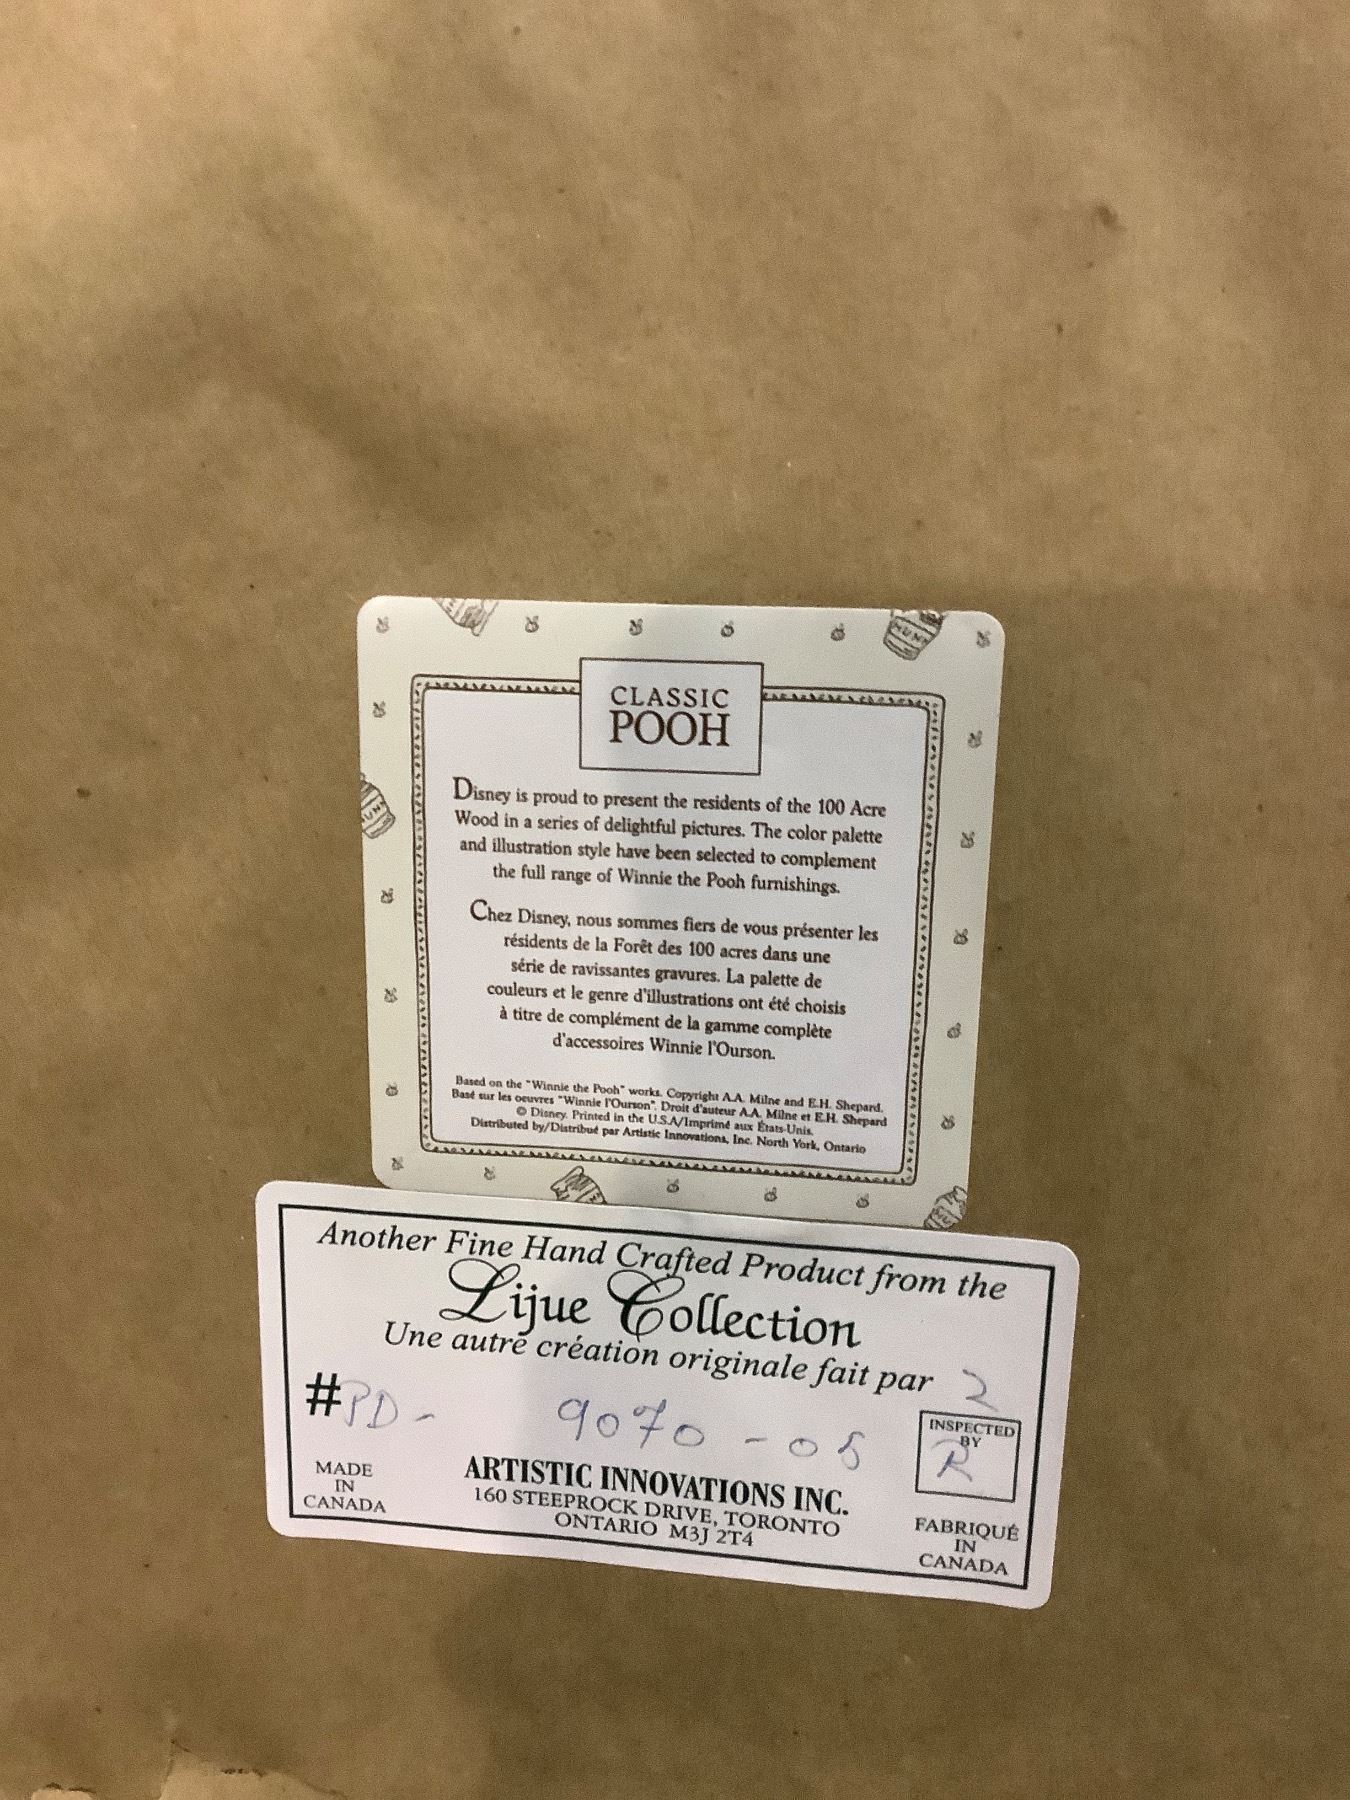 CLASSIC
POOH
Disney is proud to present the residents of the 100 Acre
Wood in a series of delightful pictures. The color palette
and illustration style have been selected to complement
the full range of Winnie the Pooh furnishings.
Chez Disney, nous sommes fiers de vous présenter les
résidents de la Forêt des 100 acres dans une
série de ravissantes gravures. La palette de
couleurs et le genre d'illustrations ont été choisis
à titre de complément de la gamme complète
d'accessoires Winnie l'Ourson.
Based on the "Winnie the Pooh" works. Copyright A.A. Milne and E.H. Shepard.
Basé sur les oeuvres "Winnie l'Ourson". Droit d'auteur A.A. Milne et E.H. Shepard
© Disney. Printed in the U.S.A/Imprimé aux États-Unis.
Distributed by/Distribué par Artistic Innovations, Inc. North York, Ontario
Another Fine Hand Crafted Product from the
Lijue Collection
Une autre création originale fait par
2
#PD- 9070-05
INSPECTED
BY
R
MADE
IN
CANADA
ARTISTIC INNOVATIONS INC.
160 STEEPROCK DRIVE, TORONTO
ONTARIO M3J 2T4
FABRIQUÉ
IN
CANADA